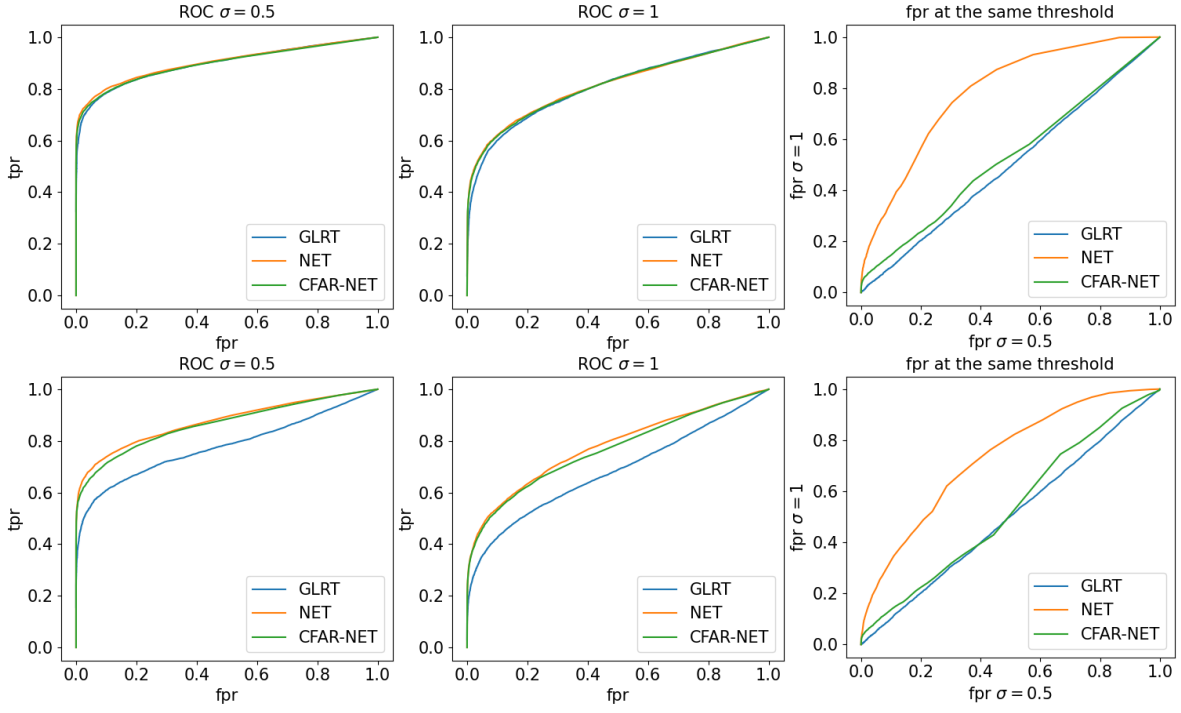 ROC σ = 0.5
1.0
0.8
0.6
0.4
0.2
0.0
tpr
GLRT
NET
CFAR-NET
0.0 0.2 0.4 0.6 0.8 1.0
fpr
ROC σ = 1
1.0
0.8
0.6
0.4
0.2
0.0
tpr
GLRT
NET
CFAR-NET
0.0 0.2 0.4 0.6 0.8 1.0
fpr
fpr at the same threshold
1.0
0.8
0.6
0.4
0.2
0.0
fpr σ = 1
GLRT
NET
CFAR-NET
0.0 0.2 0.4 0.6 0.8 1.0
fpr σ = 0.5
ROC σ = 0.5
1.0
0.8
0.6
0.4
0.2
0.0
tpr
GLRT
NET
CFAR-NET
0.0 0.2 0.4 0.6 0.8 1.0
fpr
ROC σ = 1
1.0
0.8
0.6
0.4
0.2
0.0
tpr
GLRT
NET
CFAR-NET
0.0 0.2 0.4 0.6 0.8 1.0
fpr
fpr at the same threshold
1.0
0.8
0.6
0.4
0.2
0.0
fpr σ = 1
GLRT
NET
CFAR-NET
0.0 0.2 0.4 0.6 0.8 1.0
fpr σ = 0.5